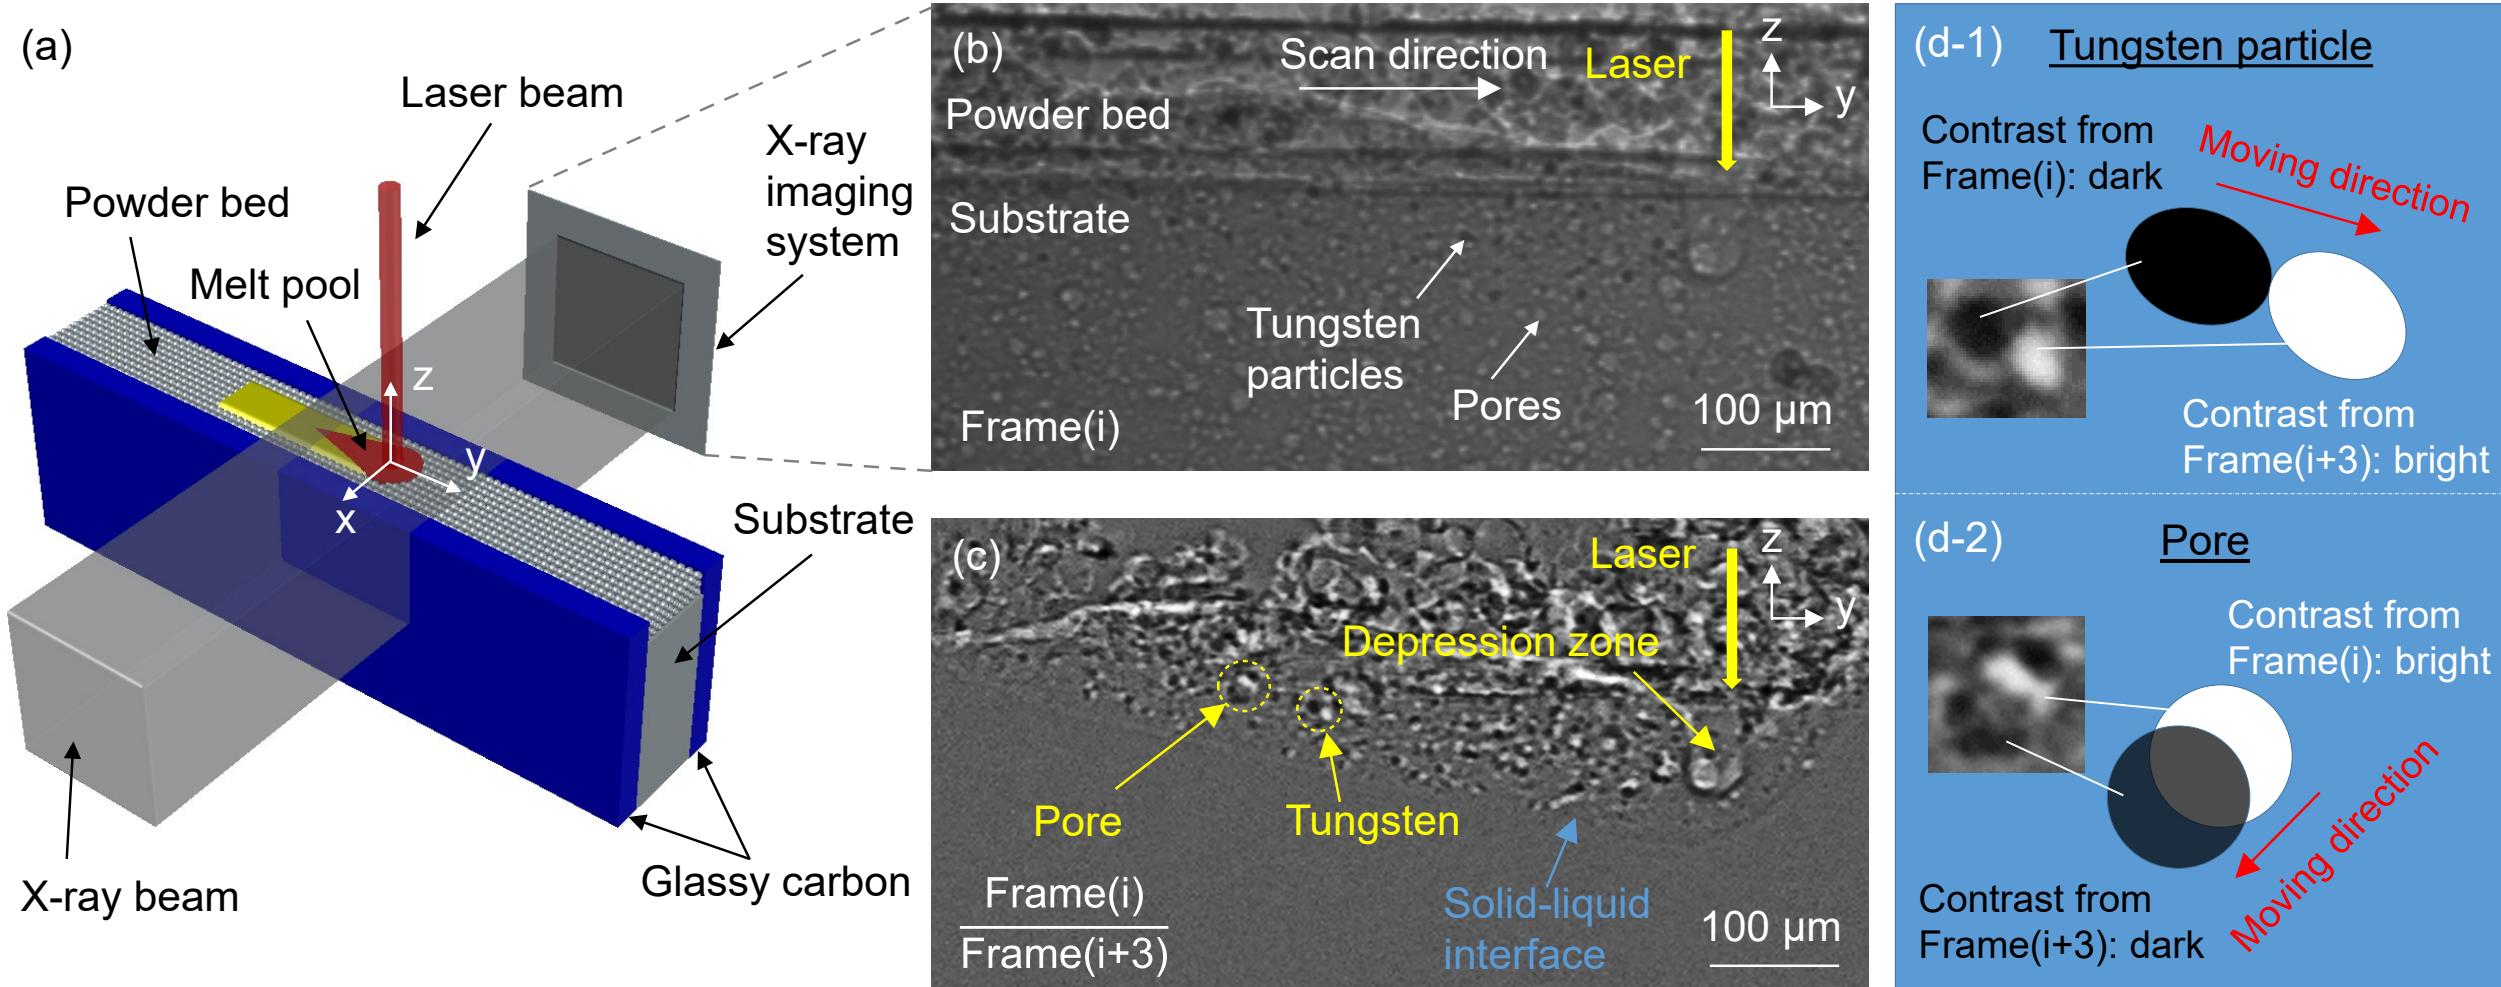 (a)
Laser beam
X-ray
imaging
system
Powder bed
Melt pool
z
y
x
Substrate
Glassy carbon
X-ray beam
(b)
Scan direction
Laser
z
y
Powder bed
Substrate
Tungsten
particles
Pores
Frame(i)
100 µm
(c)
Laser
z
y
Depression zone
Pore
Tungsten
Solid-liquid
interface
Frame(i)
Frame(i+3)
100 µm
(d-1)
Tungsten particle
Contrast from
Frame(i): dark
Moving direction
Contrast from
Frame(i+3): bright
(d-2)
Pore
Contrast from
Frame(i): bright
Moving direction
Contrast from
Frame(i+3): dark